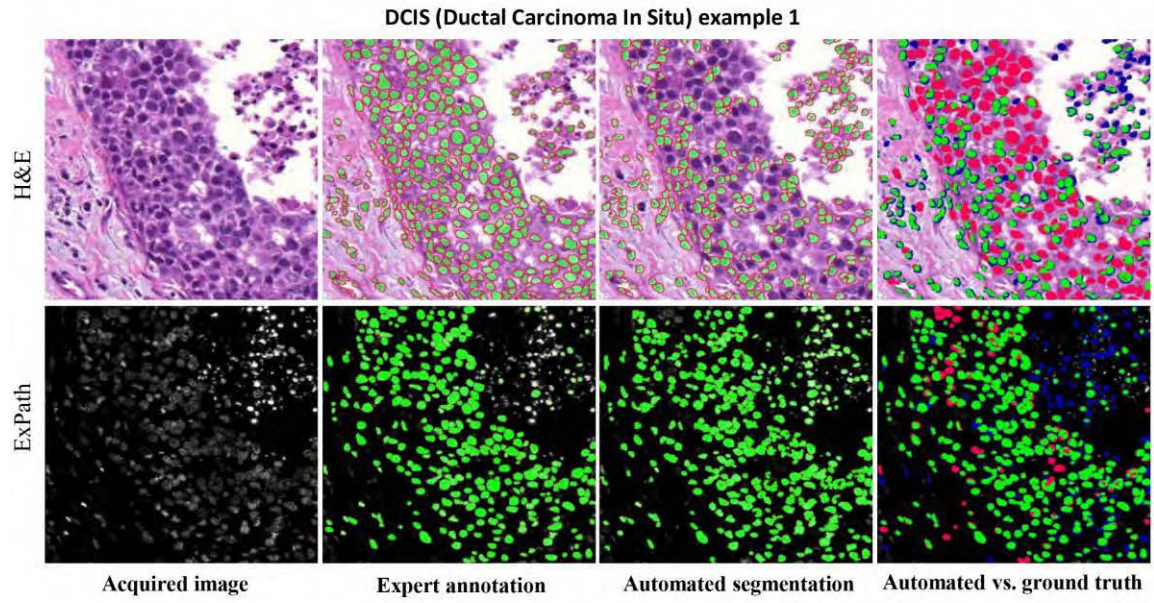 DCIS (Ductal Carcinoma In Situ) example 1
H&E
ExPath
Acquired image
Expert annotation
Automated segmentation
Automated vs. ground truth